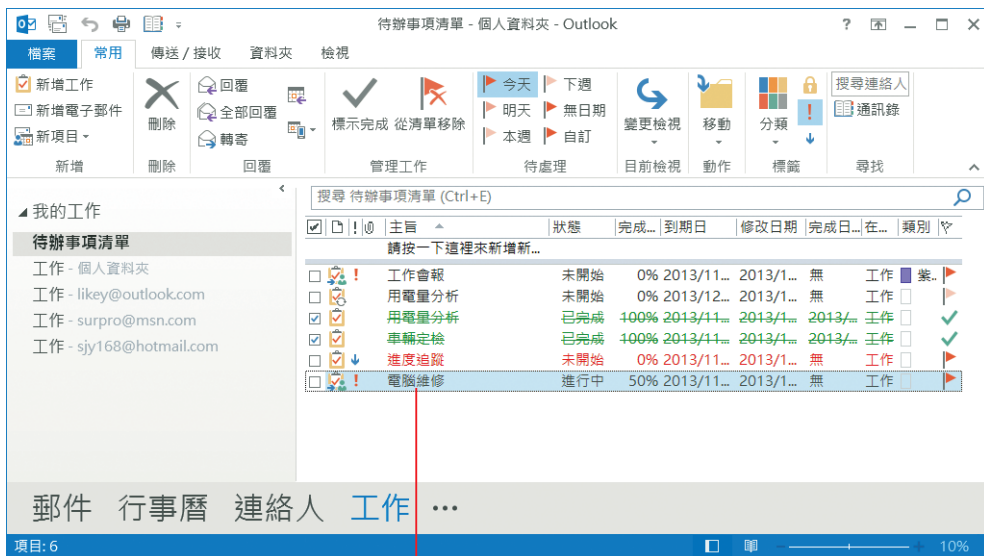 待辦事項清單 - 個人資料夾 - Outlook
檔案 常用 傳送 / 接收 資料夾 檢視
新增工作
新增電子郵件
新項目
新增
刪除
刪除
回覆
全部回覆
轉寄
回覆
標示完成 從清單移除
管理工作
今天 下週
明天 無日期
本週 自訂
待處理
變更檢視
目前檢視
移動
動作
分類
標籤
搜尋連絡人
通訊錄
尋找
我的工作
待辦事項清單
工作 - 個人資料夾
工作 - likey@outlook.com
工作 - surpro@msn.com
工作 - sjy168@hotmail.com
搜尋 待辦事項清單 (Ctrl+E)
主旨 狀態 完成... 到期日 修改日期 完成日... 在... 類別
請按一下這裡來新增新...
工作會報 未開始 0% 2013/11... 2013/1... 無 工作 紫..
用電量分析 未開始 0% 2013/12... 2013/1... 無 工作
用電量分析 已完成 100% 2013/11... 2013/1... 2013/... 工作
車輛定檢 已完成 100% 2013/11... 2013/1... 2013/... 工作
進度追蹤 未開始 0% 2013/11... 2013/1... 無 工作
電腦維修 進行中 50% 2013/11... 2013/1... 無 工作
郵件 行事曆 連絡人 工作 ...
項目: 6
10%